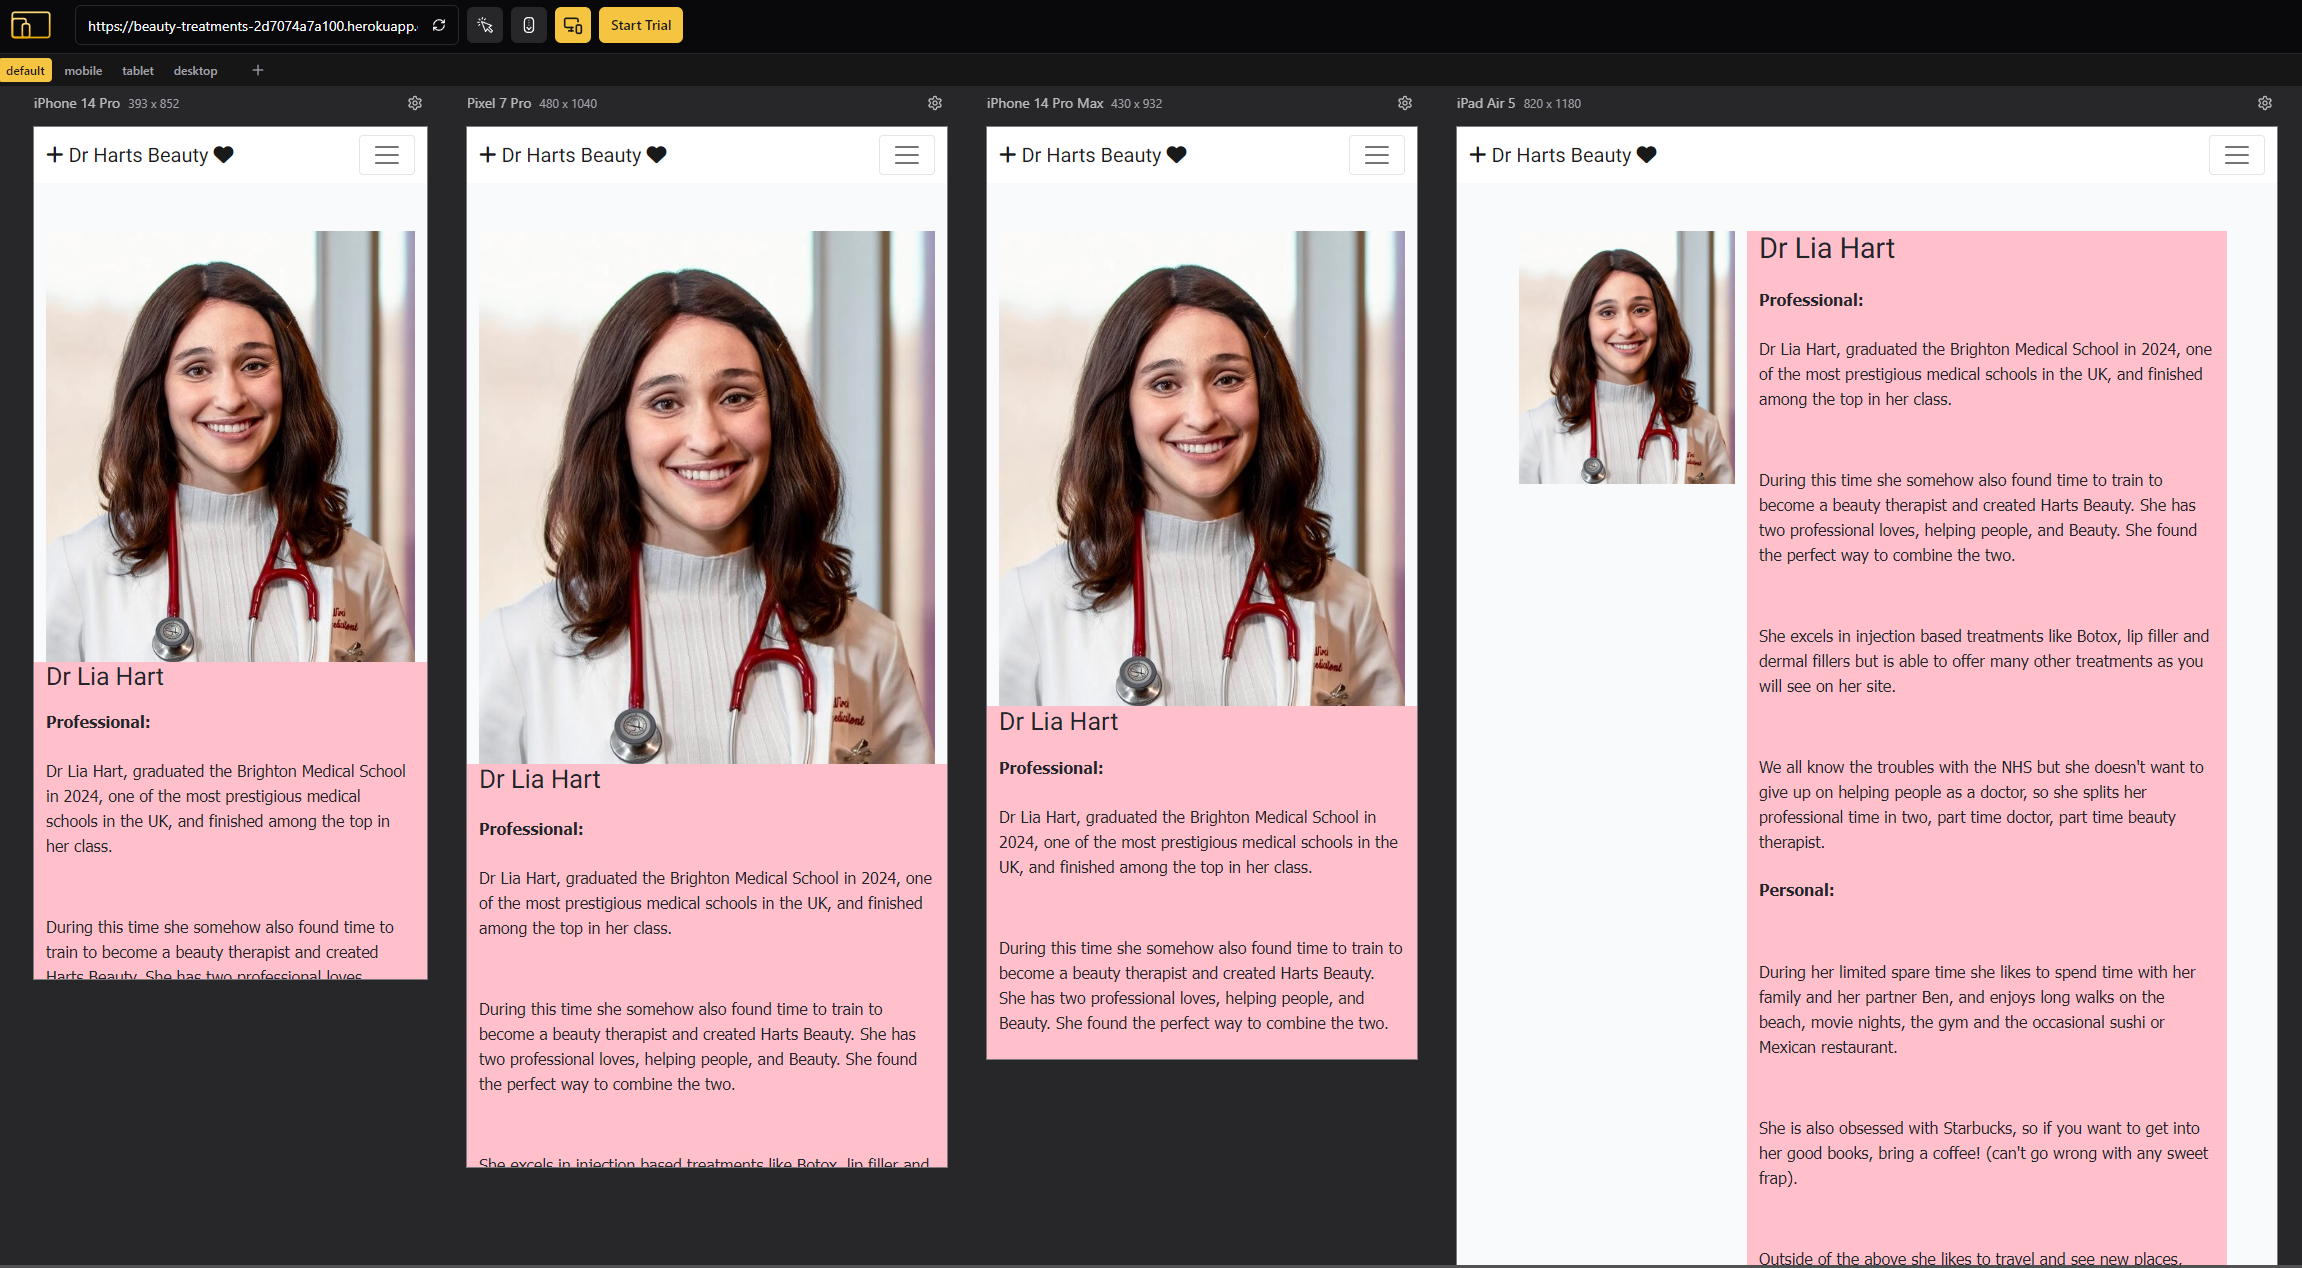 https://beauty-treatments-2d7074a7a100.herokuapp.
Start Trial
default
mobile
tablet
desktop
iPhone 14 Pro 393 x 852
Dr Harts Beauty
Dr Lia Hart
Professional:
Dr Lia Hart, graduated the Brighton Medical School
in 2024, one of the most prestigious medical
schools in the UK, and finished among the top in
her class.
During this time she somehow also found time to
train to become a beauty therapist and created
Harts Beauty. She has two professional loves,
Pixel 7 Pro 480 x 1040
Dr Harts Beauty
Dr Lia Hart
Professional:
Dr Lia Hart, graduated the Brighton Medical School in 2024, one
of the most prestigious medical schools in the UK, and finished
among the top in her class.
During this time she somehow also found time to train to
become a beauty therapist and created Harts Beauty. She has
two professional loves, helping people, and Beauty. She found
the perfect way to combine the two.
She excels in injection based treatments like Botox, lip filler and
iPhone 14 Pro Max 430 x 932
Dr Harts Beauty
Dr Lia Hart
Professional:
Dr Lia Hart, graduated the Brighton Medical School in
2024, one of the most prestigious medical schools in the
UK, and finished among the top in her class.
During this time she somehow also found time to train to
become a beauty therapist and created Harts Beauty.
She has two professional loves, helping people, and
Beauty. She found the perfect way to combine the two.
iPad Air 5 820 x 1180
Dr Harts Beauty
Dr Lia Hart
Professional:
Dr Lia Hart, graduated the Brighton Medical School in 2024, one
of the most prestigious medical schools in the UK, and finished
among the top in her class.
During this time she somehow also found time to train to
become a beauty therapist and created Harts Beauty. She has
two professional loves, helping people, and Beauty. She found
the perfect way to combine the two.
She excels in injection based treatments like Botox, lip filler and
dermal fillers but is able to offer many other treatments as you
will see on her site.
We all know the troubles with the NHS but she doesn't want to
give up on helping people as a doctor, so she splits her
professional time in two, part time doctor, part time beauty
therapist.
Personal:
During her limited spare time she likes to spend time with her
family and her partner Ben, and enjoys long walks on the
beach, movie nights, the gym and the occasional sushi or
Mexican restaurant.
She is also obsessed with Starbucks, so if you want to get into
her good books, bring a coffee! (can't go wrong with any sweet
frap).
Outside of the above she likes to travel and see new places,